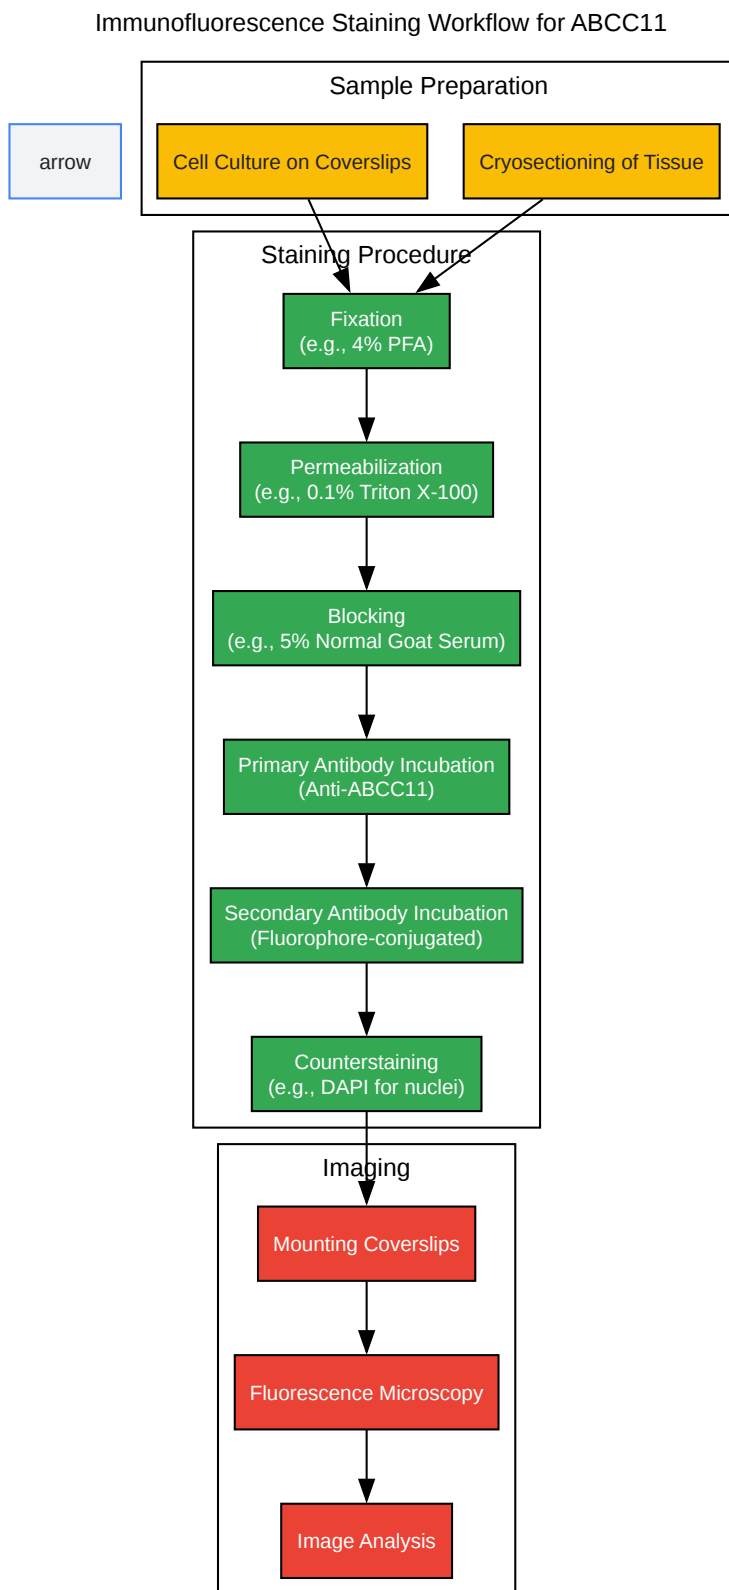 Immunofluorescence Staining Workflow for ABCC11
Sample Preparation
arrow
Cell Culture on Coverslips
Cryosectioning of Tissue
Staining Procedure
Fixation
(e.g., 4% PFA)
Permeabilization
(e.g., 0.1% Triton X-100)
Blocking
(e.g., 5% Normal Goat Serum)
Primary Antibody Incubation
(Anti-ABCC11)
Secondary Antibody Incubation
(Fluorophore-conjugated)
Counterstaining
(e.g., DAPI for nuclei)
Imaging
Mounting Coverslips
Fluorescence Microscopy
Image Analysis